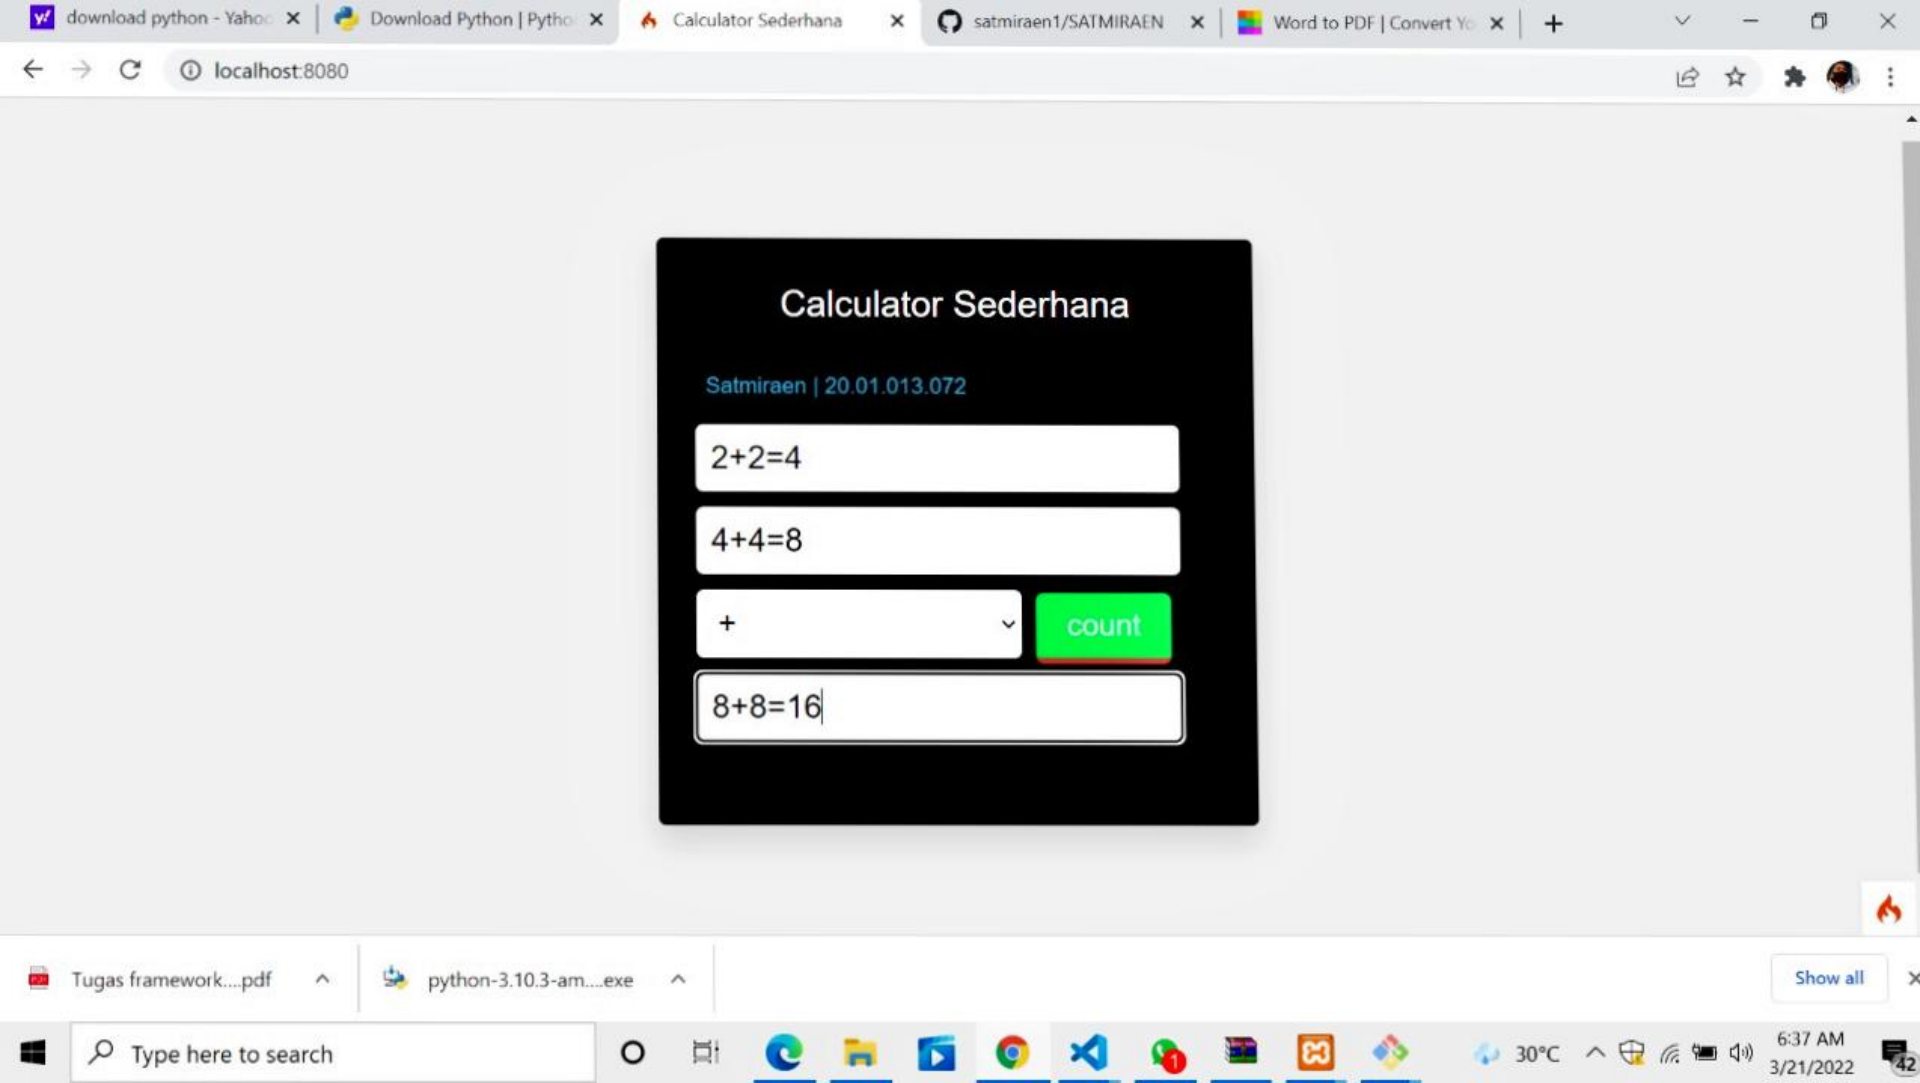 download python - Yahoo
Download Python | Pytho
Calculator Sederhana
satmiraen1/SATMIRAEN
Word to PDF | Convert Yo
localhost:8080
Calculator Sederhana
Satmiraen | 20.01.013.072
2+2=4
4+4=8
+
count
8+8=16
Tugas framework....pdf
python-3.10.3-am....exe
Show all
Type here to search
1
30°C
6:37 AM
3/21/2022
42